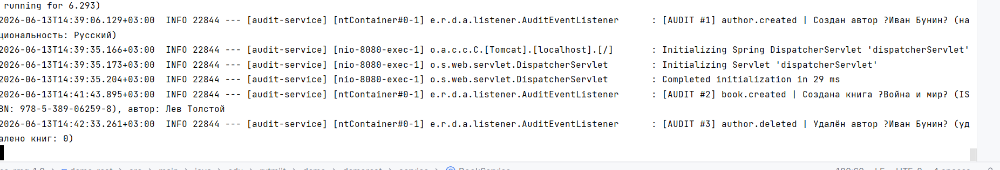 running for 6.293)
2026-06-13T14:39:06.129+03:00  INFO 22844 --- [audit-service] [ntContainer#0-1] e.r.d.a.listener.AuditEventListener      : [AUDIT #1] author.created | Создан автор ?Иван Бунин? (на
циональность: Русский)
2026-06-13T14:39:35.166+03:00  INFO 22844 --- [audit-service] [nio-8080-exec-1] o.a.c.c.C.[Tomcat].[localhost].[/]       : Initializing Spring DispatcherServlet 'dispatcherServlet'
2026-06-13T14:39:35.173+03:00  INFO 22844 --- [audit-service] [nio-8080-exec-1] o.s.web.servlet.DispatcherServlet        : Initializing Servlet 'dispatcherServlet'
2026-06-13T14:39:35.204+03:00  INFO 22844 --- [audit-service] [nio-8080-exec-1] o.s.web.servlet.DispatcherServlet        : Completed initialization in 29 ms
2026-06-13T14:41:43.895+03:00  INFO 22844 --- [audit-service] [ntContainer#0-1] e.r.d.a.listener.AuditEventListener      : [AUDIT #2] book.created | Создана книга ?Война и мир? (IS
BN: 978-5-389-06259-8), автор: Лев Толстой
2026-06-13T14:42:33.261+03:00  INFO 22844 --- [audit-service] [ntContainer#0-1] e.r.d.a.listener.AuditEventListener      : [AUDIT #3] author.deleted | Удалён автор ?Иван Бунин? (уд
алено книг: 0)